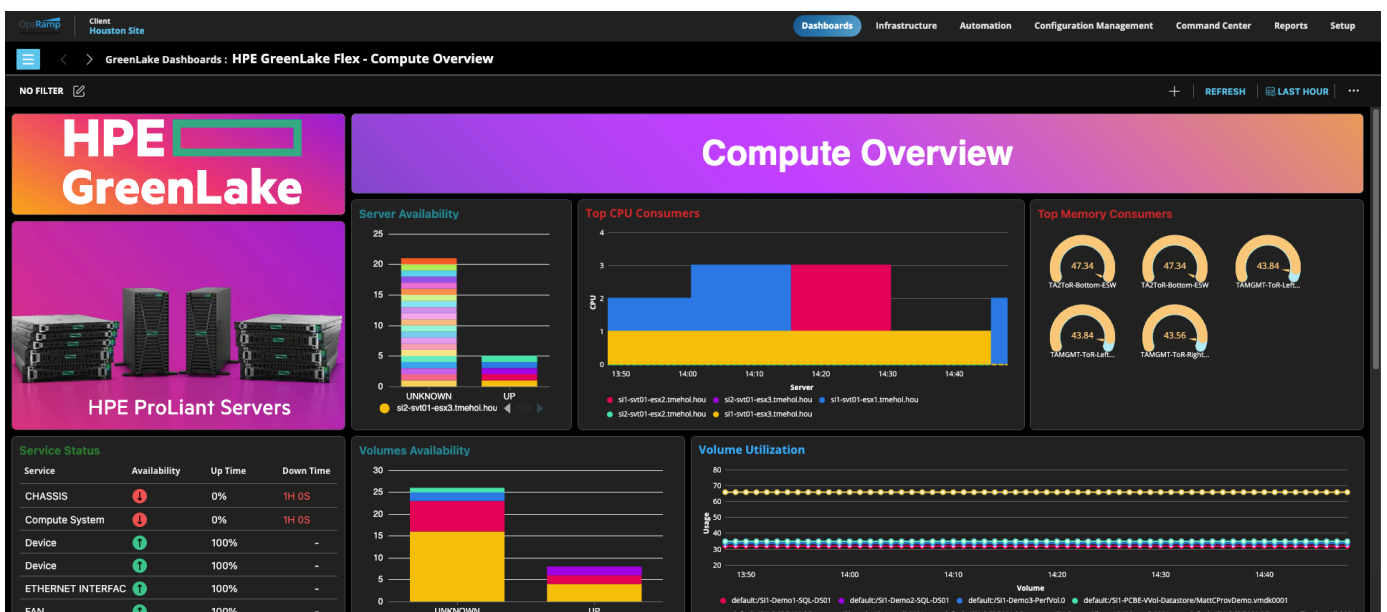 OpsRamp
Client
Houston Site
Dashboards
Infrastructure
Automation
Configuration Management
Command Center
Reports
Setup
GreenLake Dashboards : HPE GreenLake Flex - Compute Overview
NO FILTER
REFRESH
LAST HOUR
HPE
GreenLake
Compute Overview
HPE ProLiant Servers
Server Availability
25
20
15
10
5
0
UNKNOWN
UP
si2-svt01-esx3.tmehol.hou
1/26
Top CPU Consumers
4
3
2
1
0
CPU
13:50
14:00
14:10
14:20
14:30
14:40
Server
si1-svt01-esx2.tmehol.hou
si2-svt01-esx3.tmehol.hou
si1-svt01-esx1.tmehol.hou
si2-svt01-esx2.tmehol.hou
si1-svt01-esx3.tmehol.hou
Top Memory Consumers
47.34
TA2ToR-Bottom-ESW
47.34
TA2ToR-Bottom-ESW
43.84
TAMGMT-ToR-Left...
43.84
TAMGMT-ToR-Left...
43.56
TAMGMT-ToR-Right...
Service Status
Service Availability Up Time Down Time
CHASSIS 0% 1H 0S
Compute System 0% 1H 0S
Device 100% -
Device 100% -
ETHERNET INTERFAC 100% -
FAN 100% -
Volumes Availability
30
25
20
15
10
5
0
UNKNOWN
UP
Volume Utilization
80
70
60
50
40
30
20
Usage
13:50
14:00
14:10
14:20
14:30
14:40
Volume
default:/SI1-Demo1-SQL-DS01
default:/SI1-Demo2-SQL-DS01
default:/SI1-Demo3-PerfVol.0
default:/SI1-PCBE-VVol-Datastore/MattCProvDemo.vmdk0001